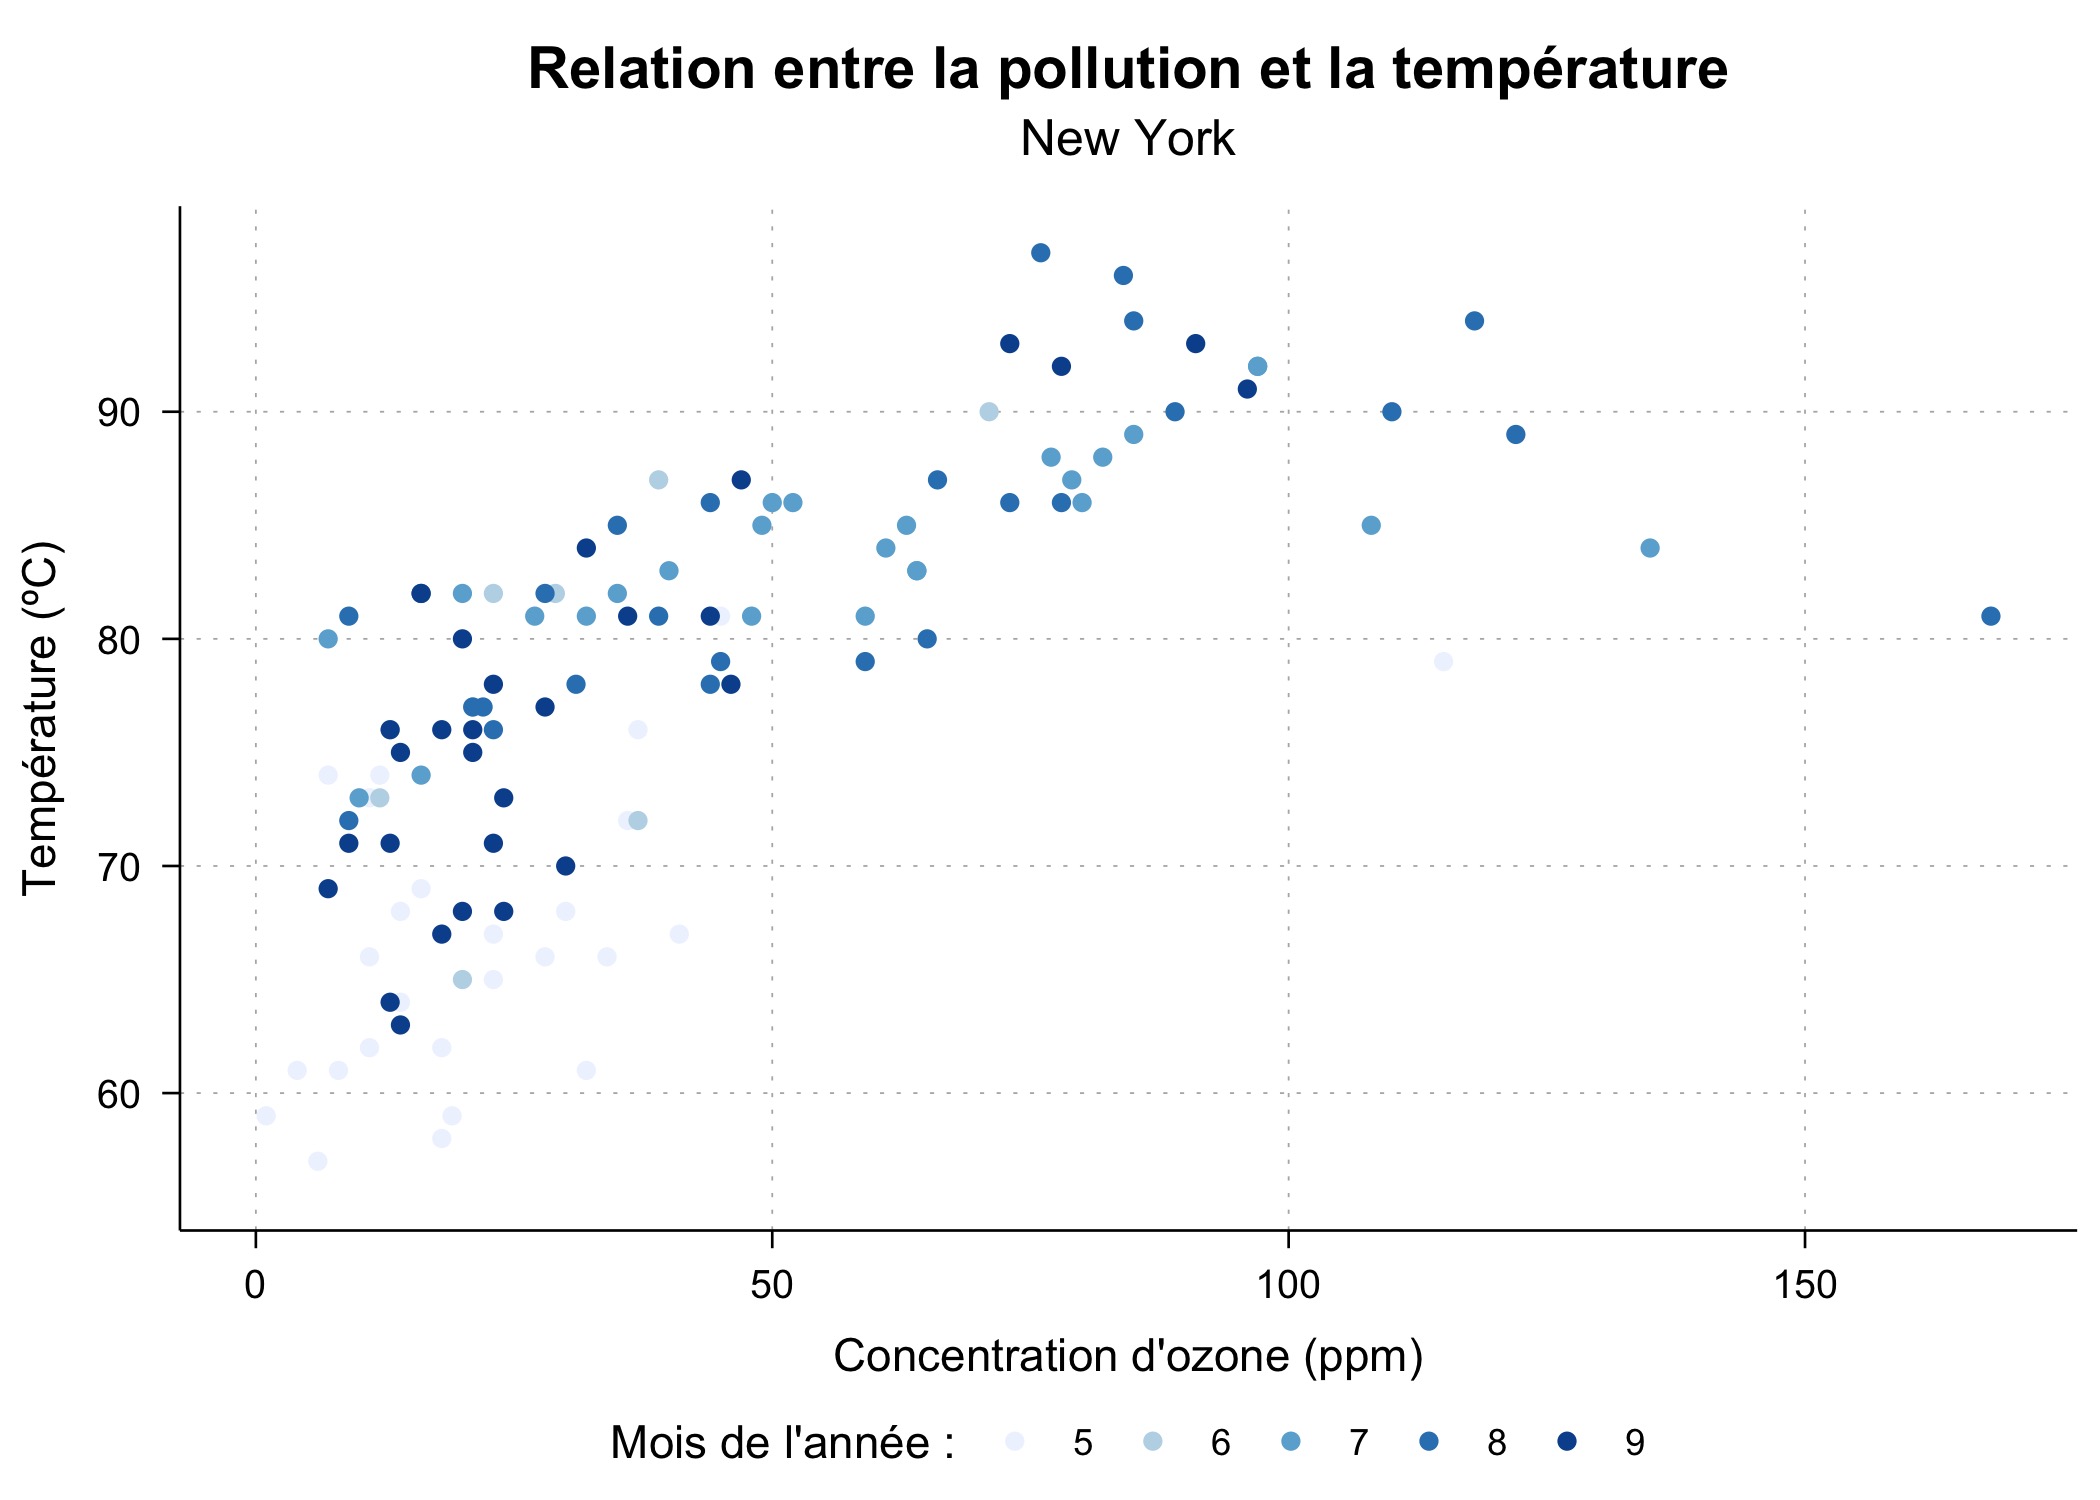 Relation entre la pollution et la température
New York
Température (ºC)
90
80
70
60
0 50 100 150
Concentration d'ozone (ppm)
Mois de l'année : 5 6 7 8 9